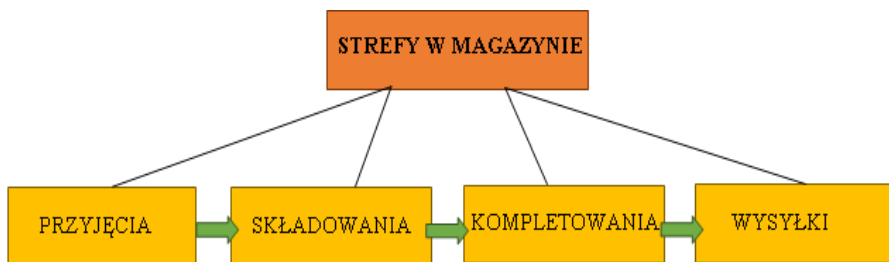 STREFY W MAGAZYNIE
PRZYJĘCIA
SKŁADOWANIA
KOMPLETOWANIA
WYSYŁKI